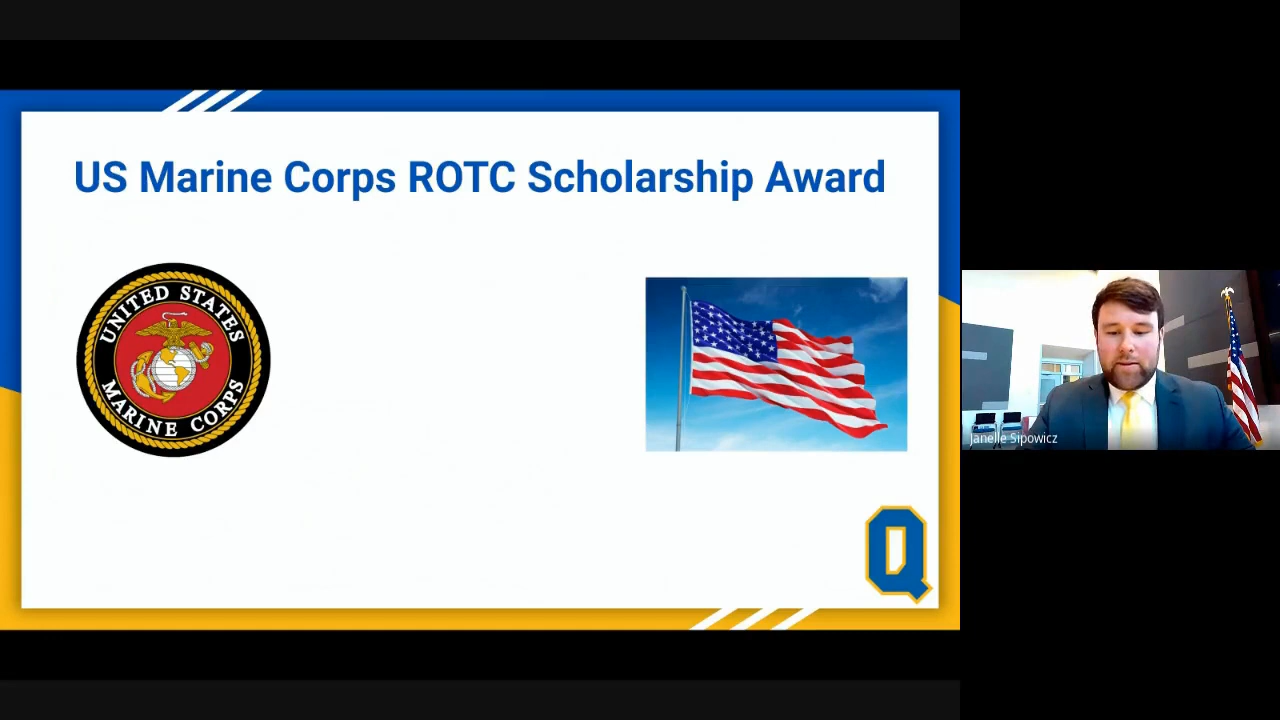 US Marine Corps ROTC Scholarship Award
UNITED STATES
MARINE CORPS
Q
Janelle Sipowicz